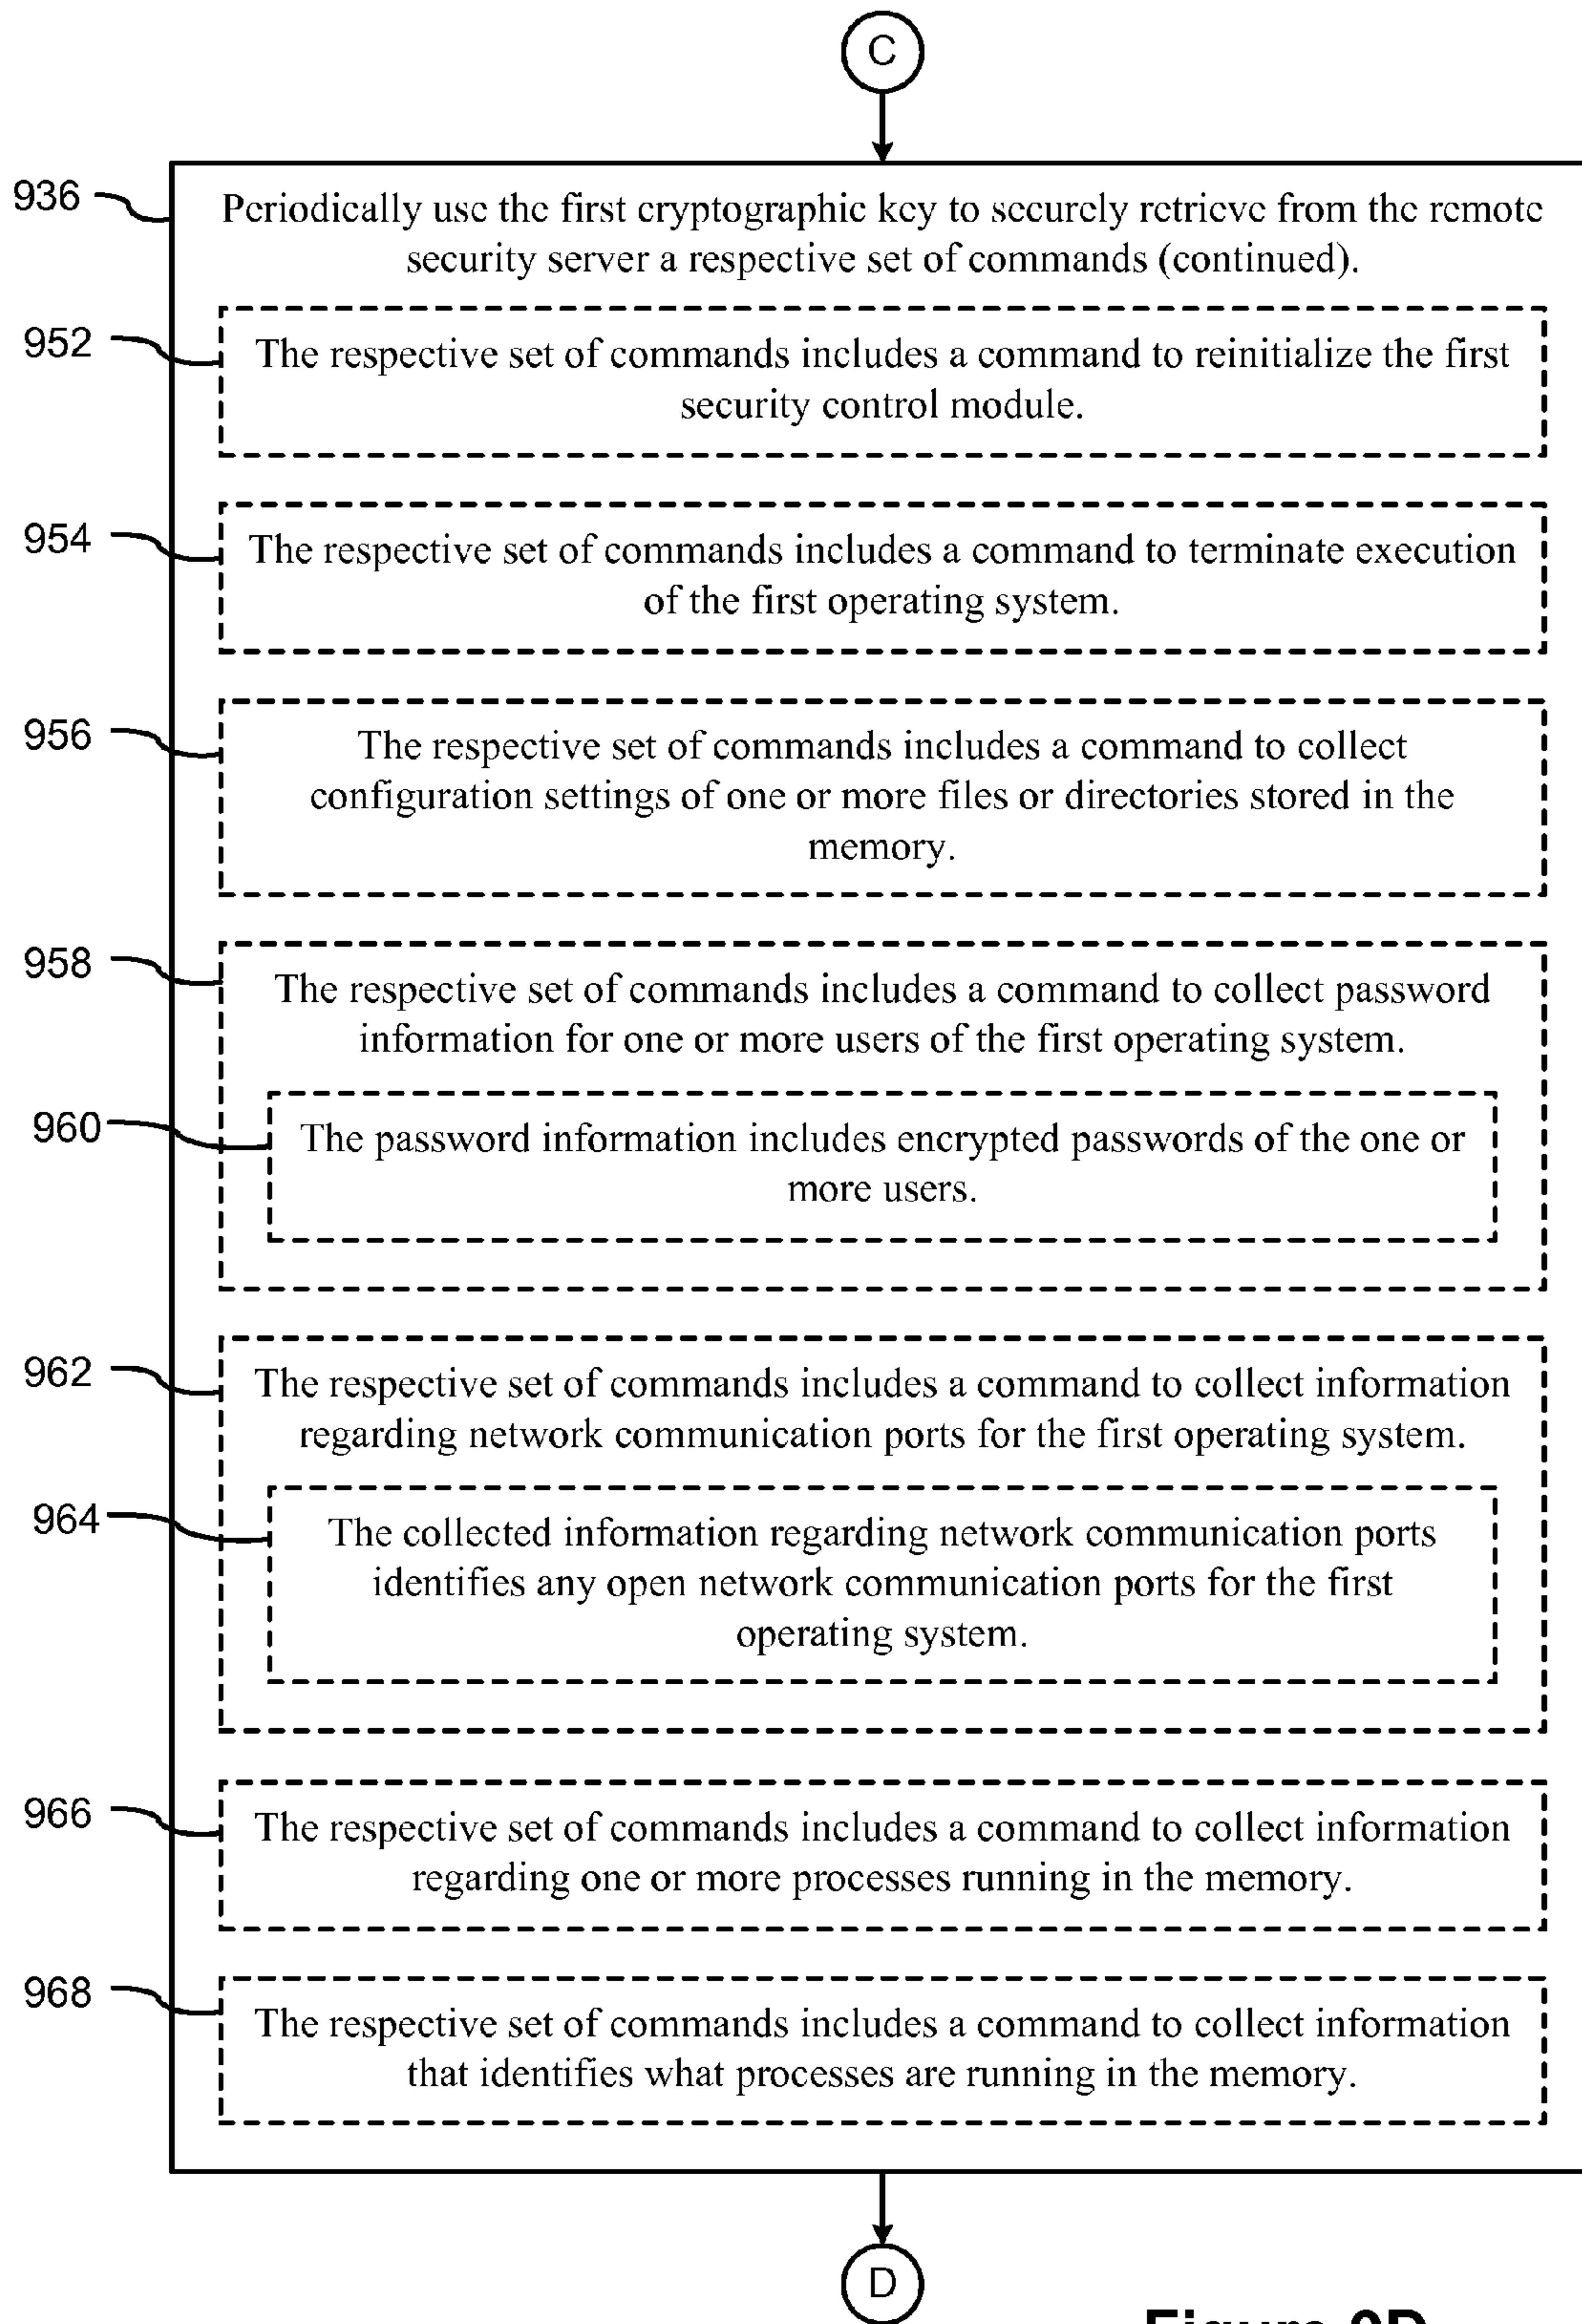 C
936
Periodically use the first cryptographic key to securely retrieve from the remote
security server a respective set of commands (continued).
952
The respective set of commands includes a command to reinitialize the first
security control module.
954
The respective set of commands includes a command to terminate execution
of the first operating system.
956
The respective set of commands includes a command to collect
configuration settings of one or more files or directories stored in the
memory.
958
The respective set of commands includes a command to collect password
information for one or more users of the first operating system.
960
The password information includes encrypted passwords of the one or
more users.
962
The respective set of commands includes a command to collect information
regarding network communication ports for the first operating system.
964
The collected information regarding network communication ports
identifies any open network communication ports for the first
operating system.
966
The respective set of commands includes a command to collect information
regarding one or more processes running in the memory.
968
The respective set of commands includes a command to collect information
that identifies what processes are running in the memory.
D
Figure